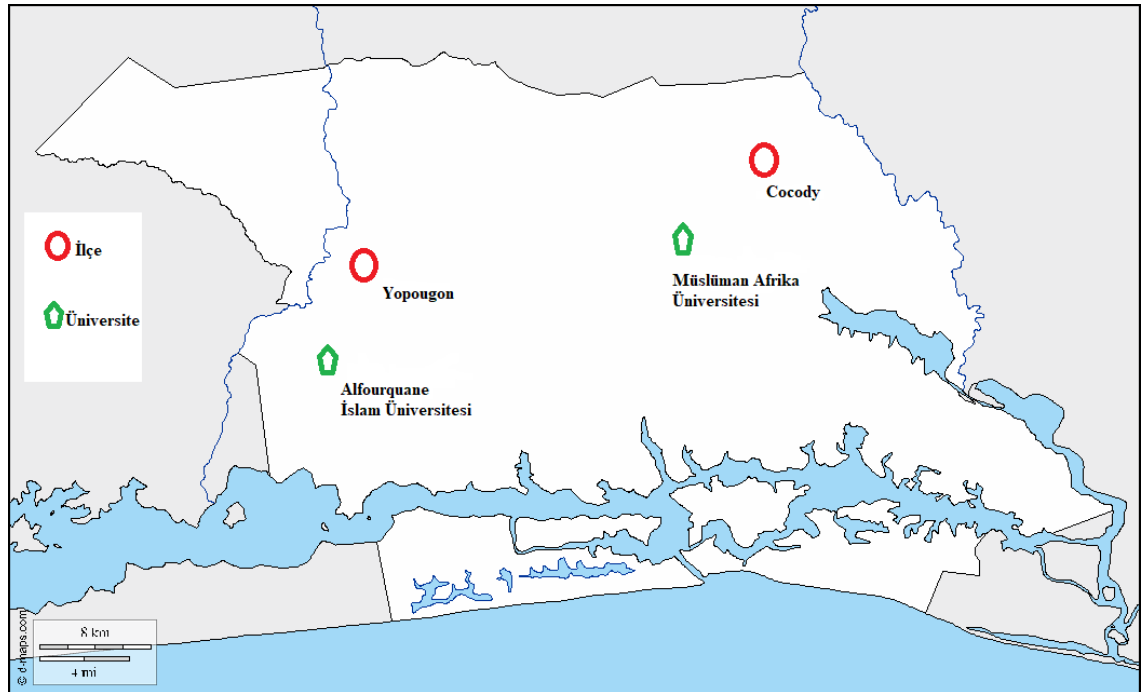 Cocody
İlçe
Müslüman Afrika
Üniversitesi
Yopougon
Üniversite
Alfourquane
İslam Üniversitesi
8 km
4 mi
© d-maps.com